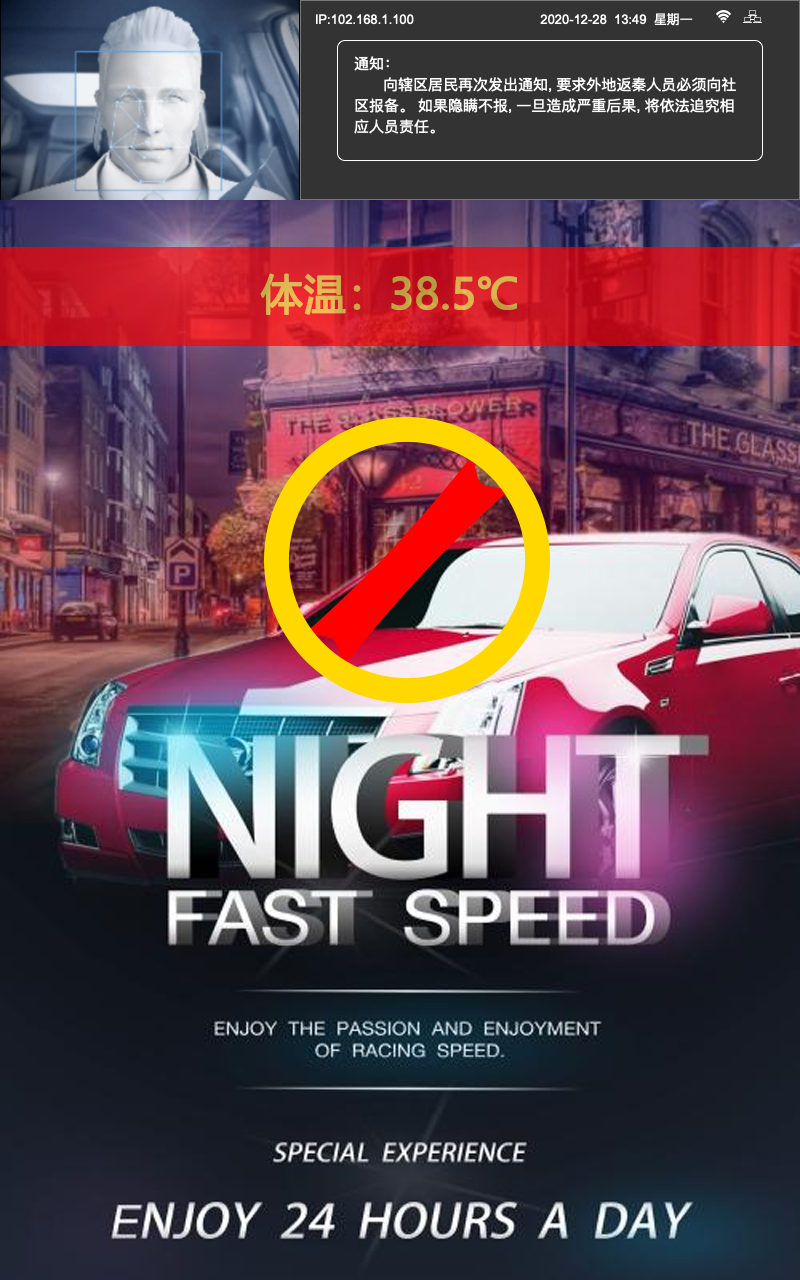 IP:102.168.1.100
2020-12-28 13:49 星期一
通知：
向辖区居民再次发出通知, 要求外地返秦人员必须向社
区报备。 如果隐瞒不报, 一旦造成严重后果, 将依法追究相
应人员责任。
体温：38.5℃
THE GLASSBLOWER
THE GLASS
42
P
NIGHT
FAST SPEED
ENJOY THE PASSION AND ENJOYMENT
OF RACING SPEED.
SPECIAL EXPERIENCE
ENJOY 24 HOURS A DAY